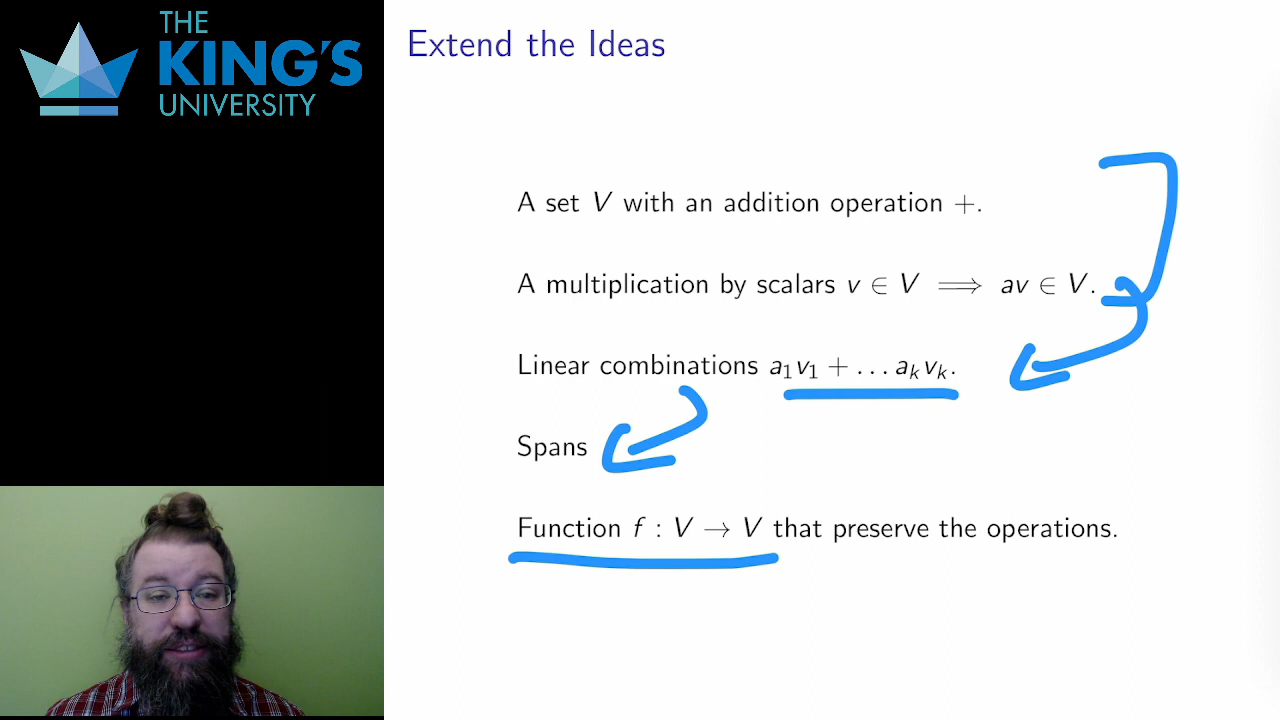 THE
KING'S
UNIVERSITY
Extend the Ideas
A set V with an addition operation +.
A multiplication by scalars v ∈ V ⟹ av ∈ V.
Linear combinations a₁v₁ + … aₖvₖ.
Spans
Function f : V → V that preserve the operations.